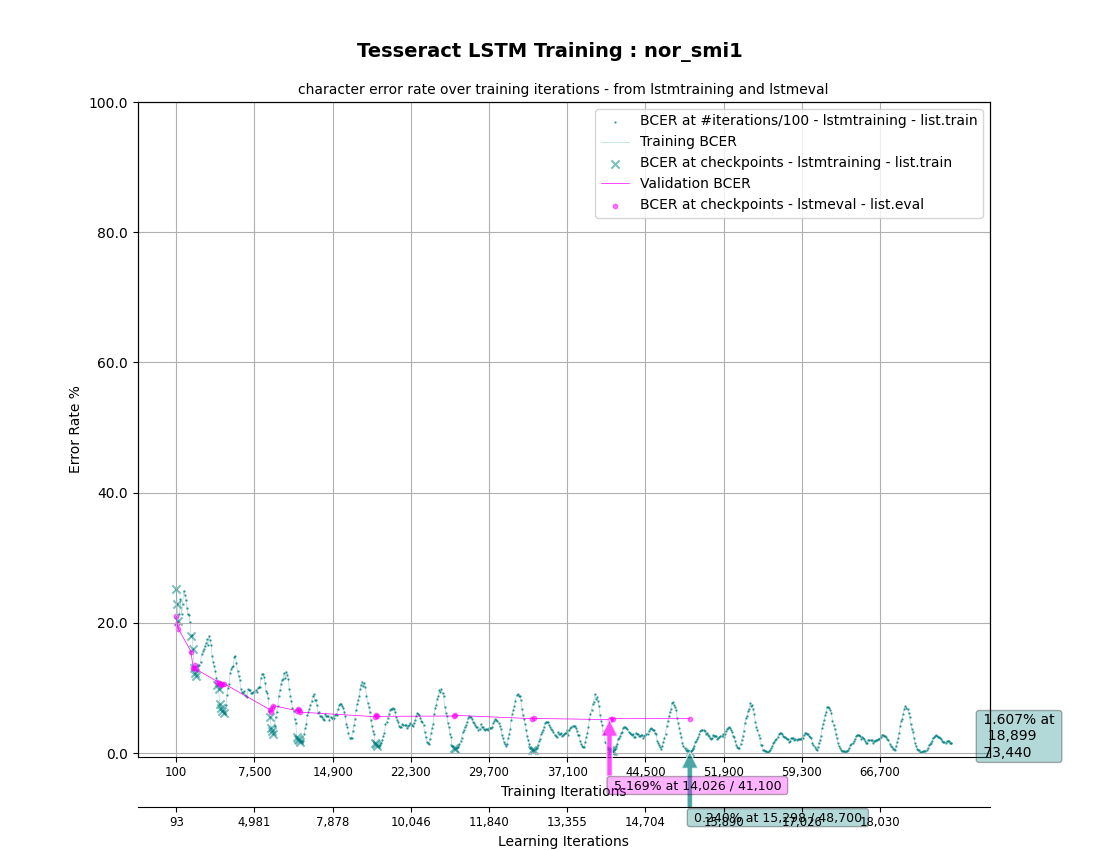 Tesseract LSTM Training : nor_smi1
character error rate over training iterations - from lstmtraining and lstmeval
100.0
80.0
60.0
40.0
20.0
0.0
Error Rate %
BCER at #iterations/100 - lstmtraining - list.train
Training BCER
BCER at checkpoints - lstmtraining - list.train
Validation BCER
BCER at checkpoints - lstmeval - list.eval
1.607% at
18,899
73,440
100 7,500 14,900 22,300 29,700 37,100 44,500 51,900 59,300 66,700
5.169% at 14,026 / 41,100
Training Iterations
0.240% at 15,298 / 48,700
93 4,981 7,878 10,046 11,840 13,355 14,704 15,890 17,026 18,030
Learning Iterations